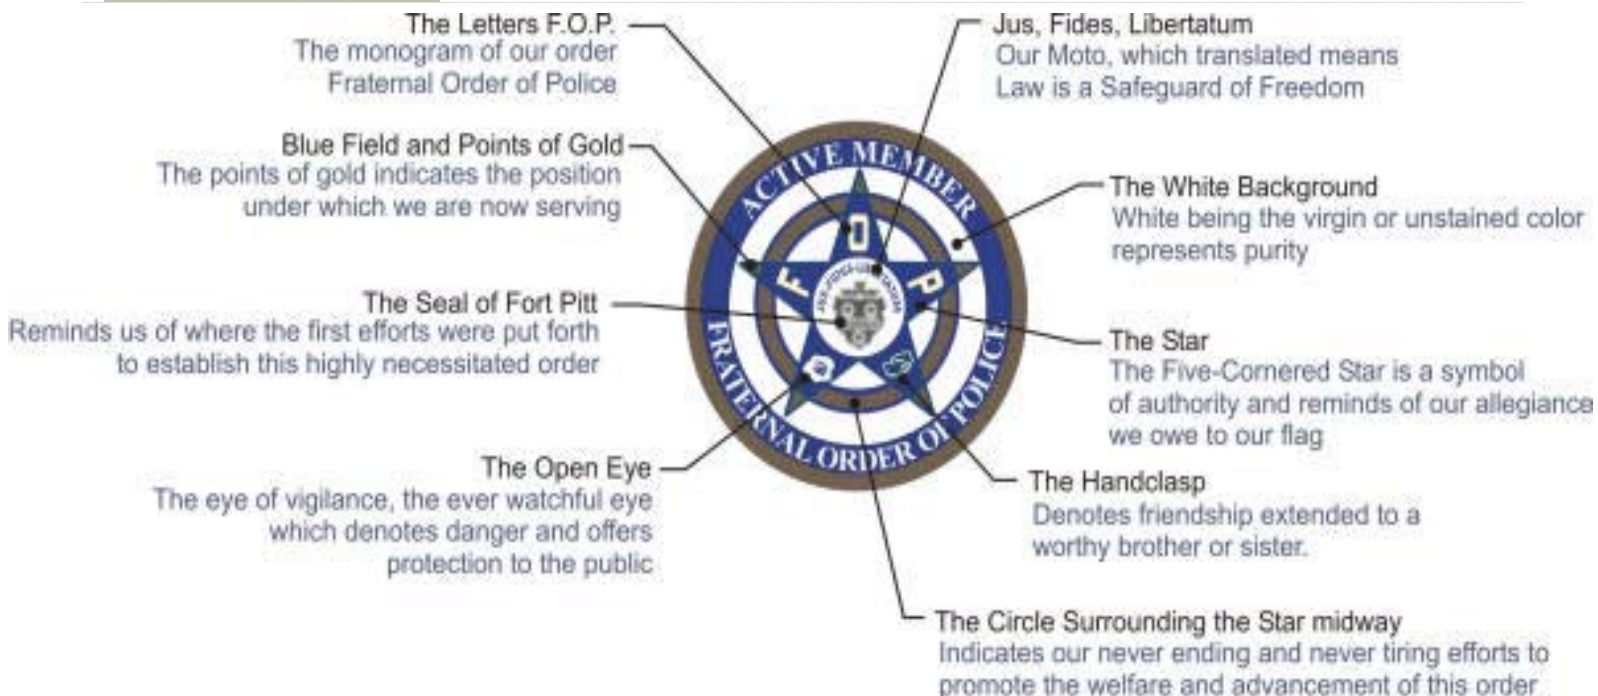 The Letters F.O.P.
The monogram of our order
Fraternal Order of Police
Jus, Fides, Libertatum
Our Moto, which translated means
Law is a Safeguard of Freedom
Blue Field and Points of Gold
The points of gold indicates the position
under which we are now serving
The White Background
White being the virgin or unstained color
represents purity
The Seal of Fort Pitt
Reminds us of where the first efforts were put forth
to establish this highly necessitated order
The Star
The Five-Cornered Star is a symbol
of authority and reminds of our allegiance
we owe to our flag
The Open Eye
The eye of vigilance, the ever watchful eye
which denotes danger and offers
protection to the public
The Handclasp
Denotes friendship extended to a
worthy brother or sister.
The Circle Surrounding the Star midway
Indicates our never ending and never tiring efforts to
promote the welfare and advancement of this order
ACTIVE MEMBER
F O P
FRATERNAL ORDER OF POLICE